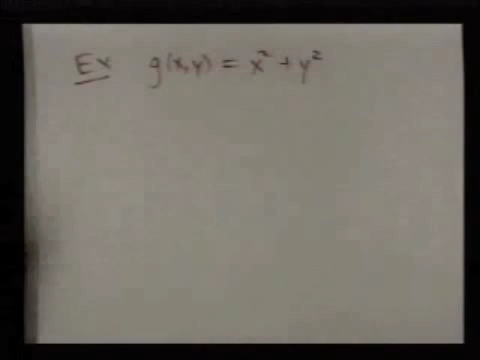 Ex g(x,y) = x² + y²